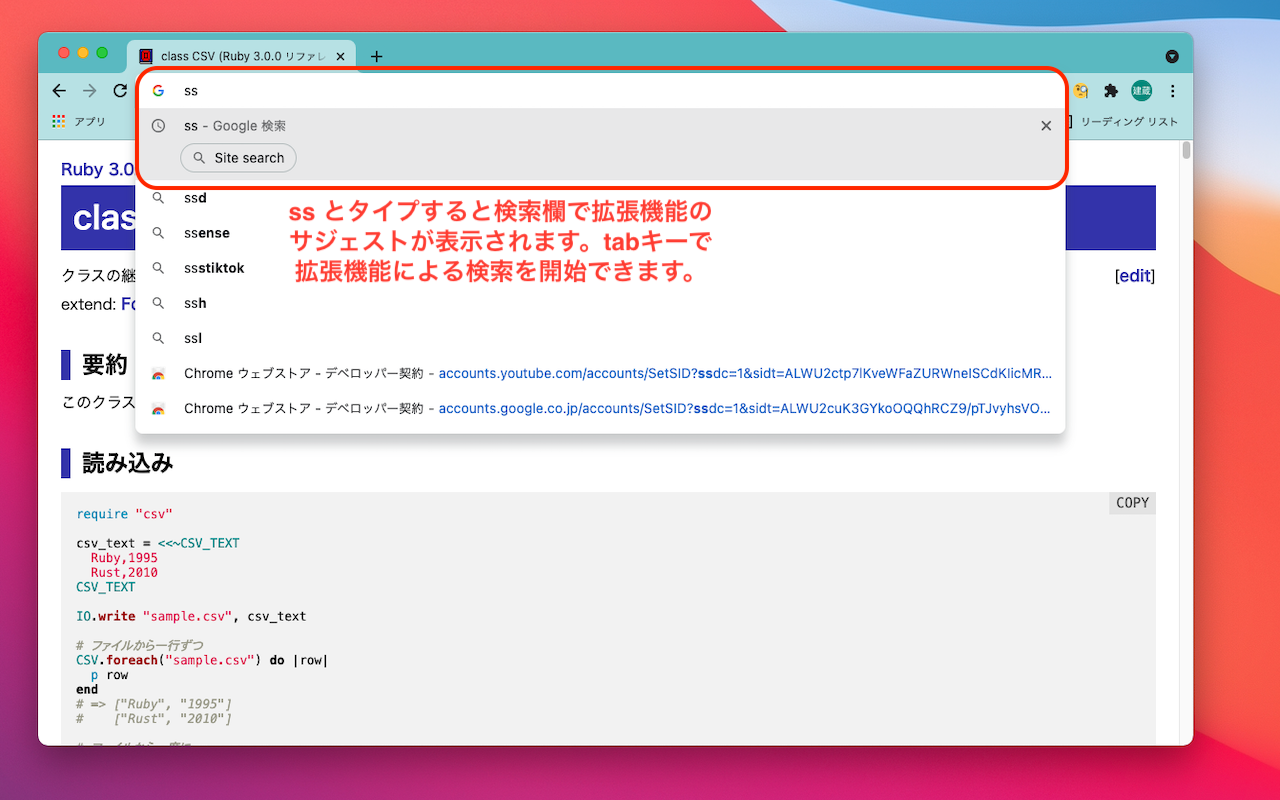 class CSV (Ruby 3.0.0 リファレ
ss
建蔵
アプリ
リーディング リスト
ss - Google 検索
Site search
Ruby 3.0
clas
ssd
ssense
ssstiktok
ssh
ssl
ss とタイプすると検索欄で拡張機能の
サジェストが表示されます。tabキーで
拡張機能による検索を開始できます。
クラスの継
[edit]
extend: Fo
要約
このクラス
Chrome ウェブストア - デベロッパー契約 - accounts.youtube.com/accounts/SetSID?ssdc=1&sidt=ALWU2ctp7lKveWFaZURWneISCdKlicMR...
Chrome ウェブストア - デベロッパー契約 - accounts.google.co.jp/accounts/SetSID?ssdc=1&sidt=ALWU2cuK3GYkoOQQhRCZ9/pTJvyhsVO...
読み込み
COPY
require "csv"
csv_text = <<~CSV_TEXT
Ruby,1995
Rust,2010
CSV_TEXT
IO.write "sample.csv", csv_text
# ファイルから一行ずつ
CSV.foreach("sample.csv") do |row|
p row
end
# => ["Ruby", "1995"]
#    ["Rust", "2010"]